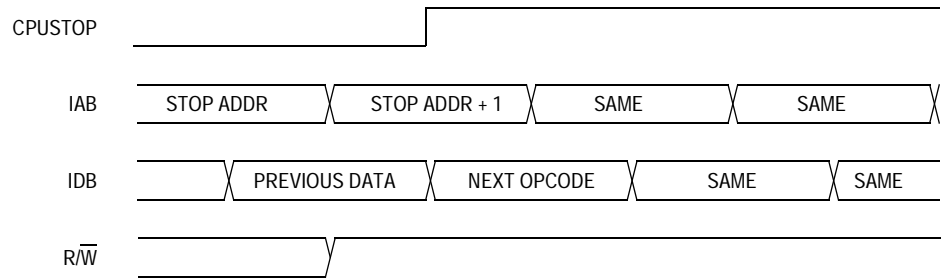 CPUSTOP
IAB STOP ADDR STOP ADDR + 1 SAME SAME
IDB PREVIOUS DATA NEXT OPCODE SAME SAME
R/W̅